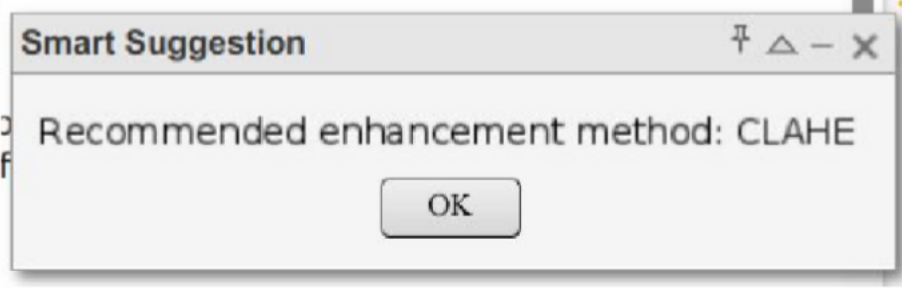 Smart Suggestion
Recommended enhancement method: CLAHE
OK